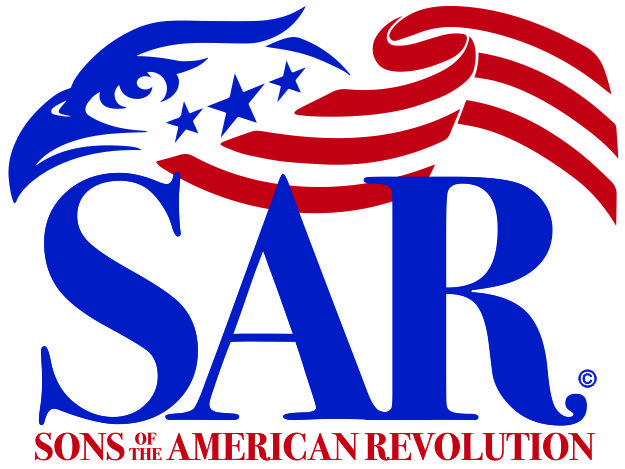 SAR
©
SONS OF THE AMERICAN REVOLUTION